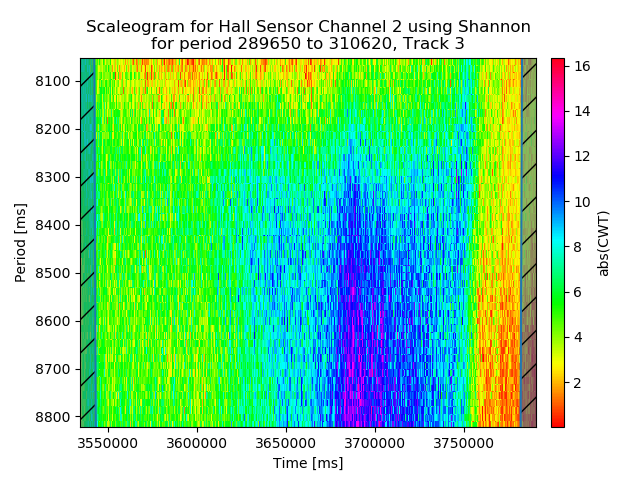 Scaleogram for Hall Sensor Channel 2 using Shannon
for period 289650 to 310620, Track 3
8100
8200
8300
8400
8500
8600
8700
8800
Period [ms]
3550000 3600000 3650000 3700000 3750000
Time [ms]
16
14
12
10
8
6
4
2
abs(CWT)